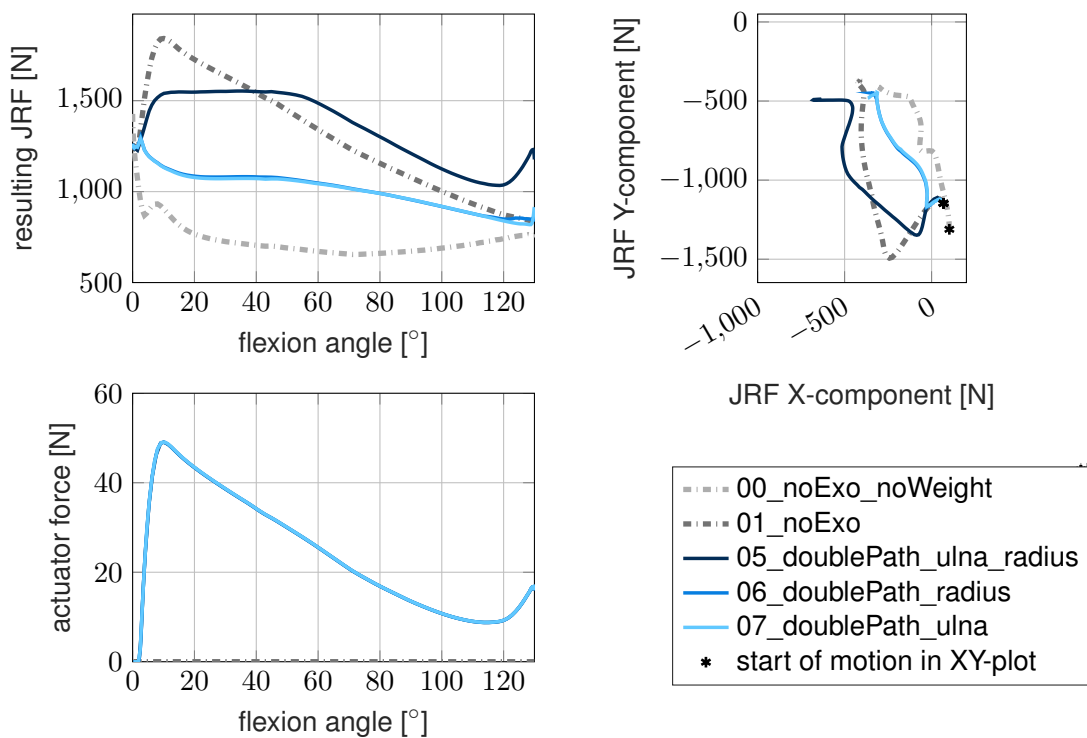 resulting JRF [N]
1,500
1,000
500
0 20 40 60 80 100 120
flexion angle [°]
JRF Y-component [N]
0
−500
−1,000
−1,500
−1,000 −500 0
JRF X-component [N]
actuator force [N]
60
40
20
0
0 20 40 60 80 100 120
flexion angle [°]
00_noExo_noWeight
01_noExo
05_doublePath_ulna_radius
06_doublePath_radius
07_doublePath_ulna
start of motion in XY-plot